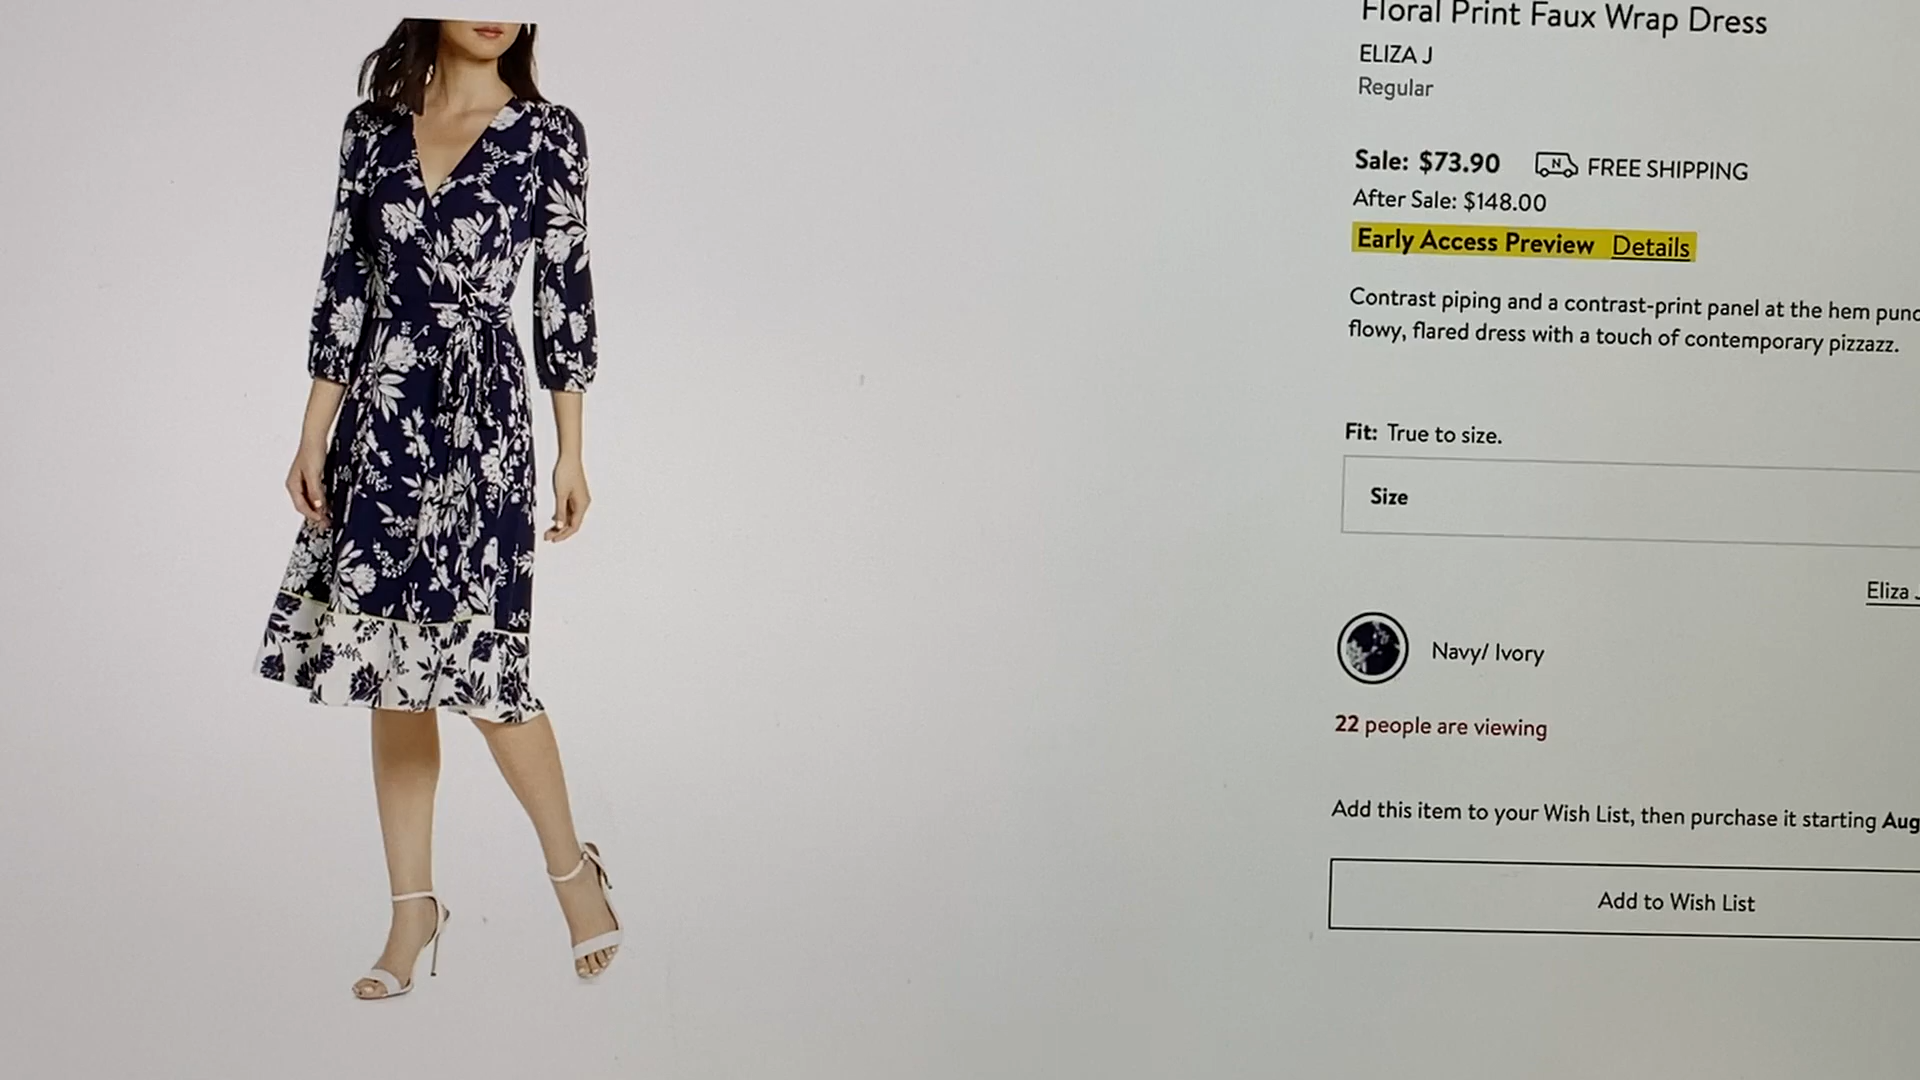 Floral Print Faux Wrap Dress
ELIZA J
Regular
Sale: $73.90 N FREE SHIPPING
After Sale: $148.00
Early Access Preview Details
Contrast piping and a contrast-print panel at the hem
flowy, flared dress with a touch of contemporary pizzazz.
Fit: True to size.
Size
Eliza
Navy/ Ivory
22 people are viewing
Add this item to your Wish List, then purchase it starting Aug
Add to Wish List